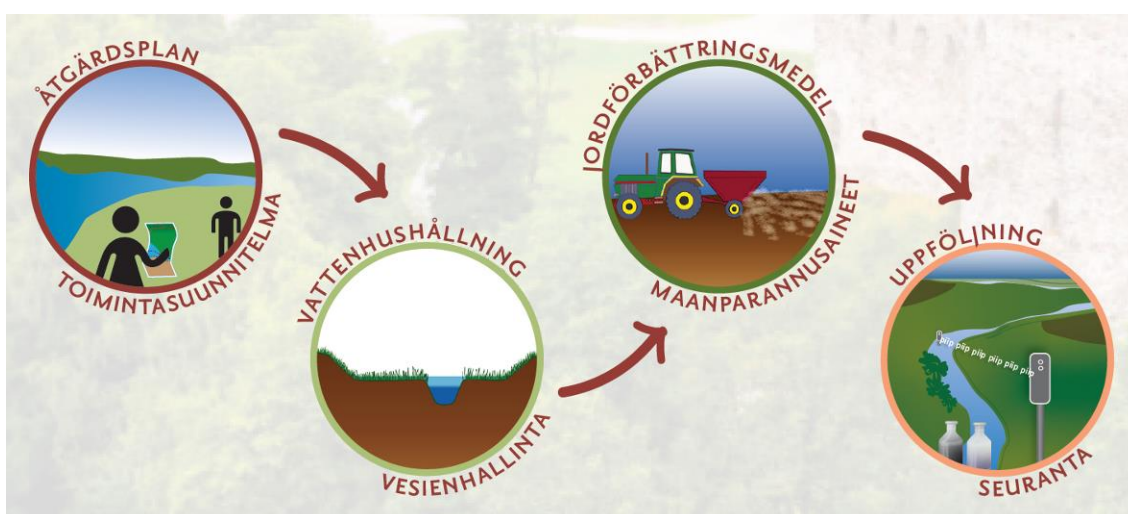 ÅTGÄRDSPLAN
TOIMINTASUUNNITELMA
VATTENHUSHÅLLNING
VESIENHALLINTA
JORDFÖRBÄTTRINGSMEDEL
MAANPARANNUSAINEET
UPPFÖLJNING
piip piip piip piip piip piip
SEURANTA